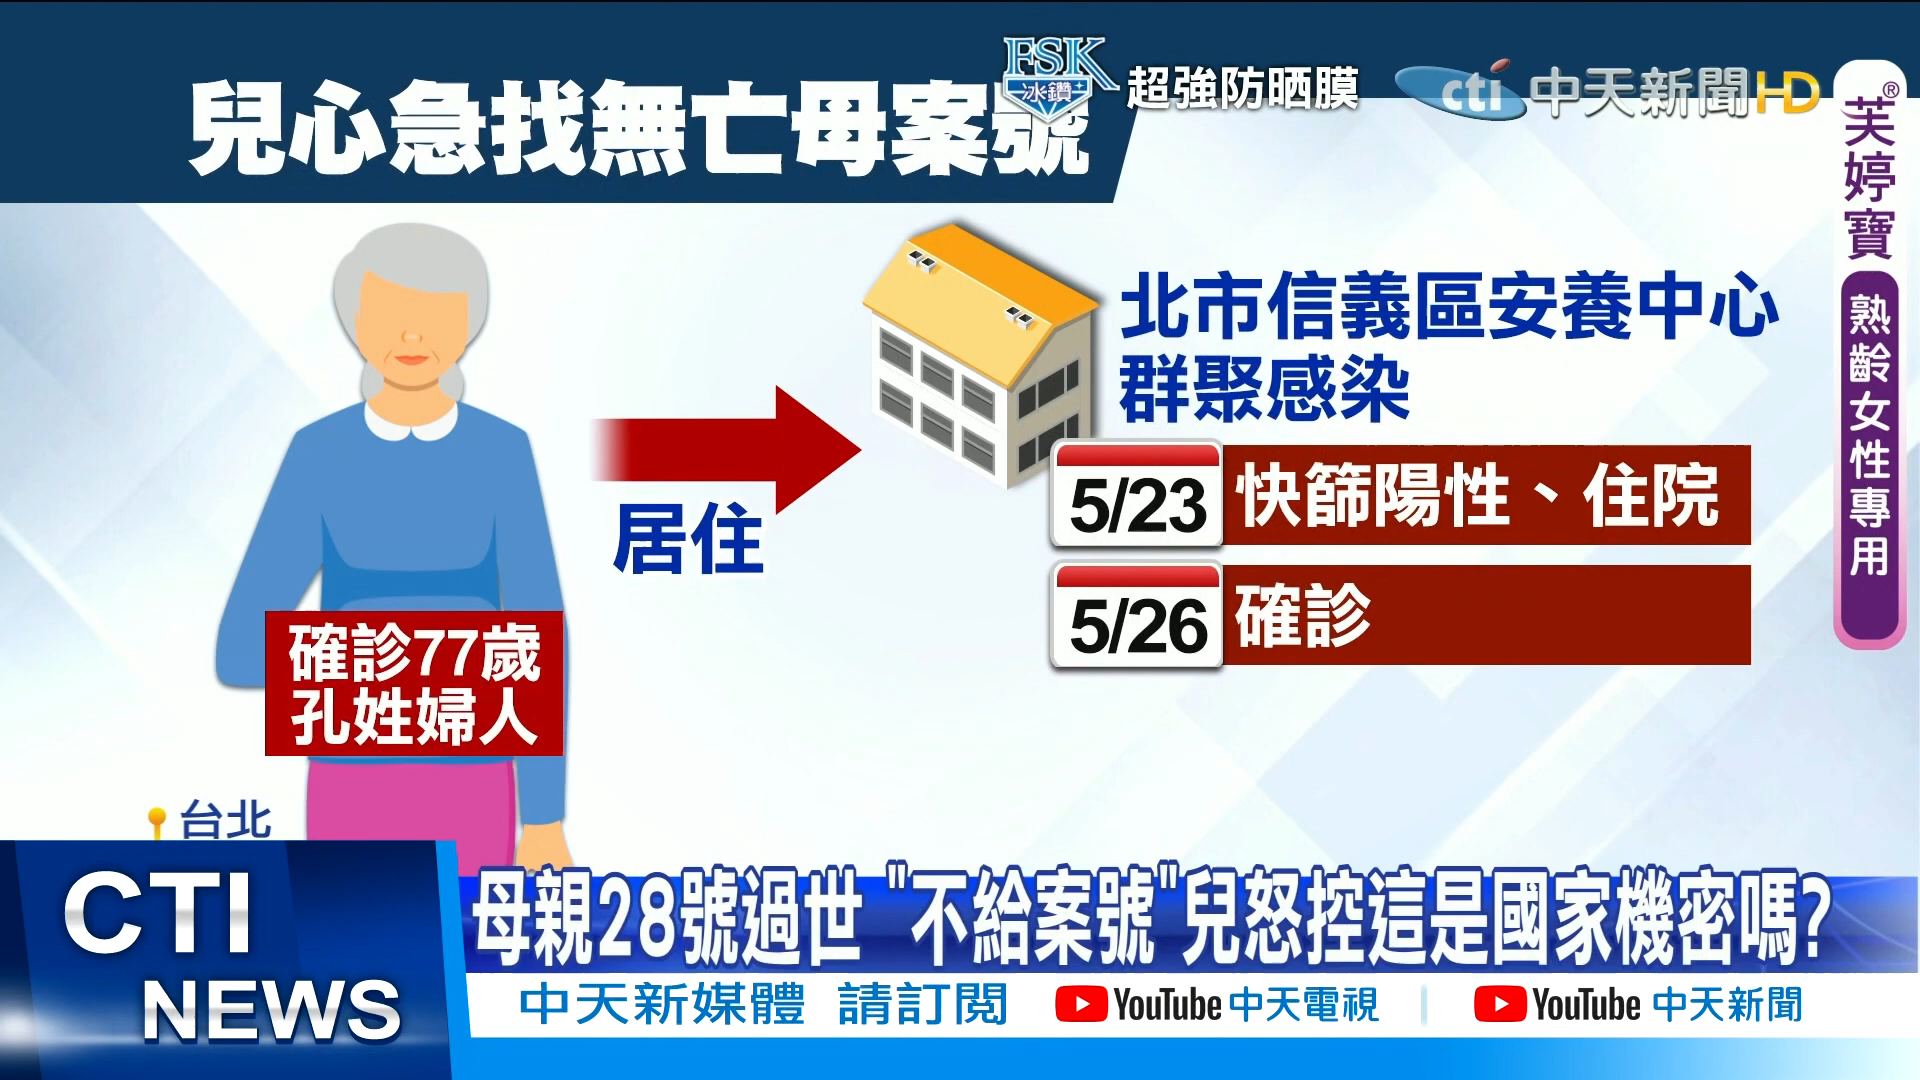 兒心急找無亡母案號
FSK
冰鑽
超強防晒膜
cti 中天新聞HD
芙婷寶®
熟齡女性專用
北市信義區安養中心
群聚感染
5/23 快篩陽性、住院
居住
5/26 確診
確診77歲
孔姓婦人
台北
CTI
NEWS
母親28號過世 "不給案號"兒怒控這是國家機密嗎?
中天新媒體 請訂閱 YouTube 中天電視 | YouTube 中天新聞